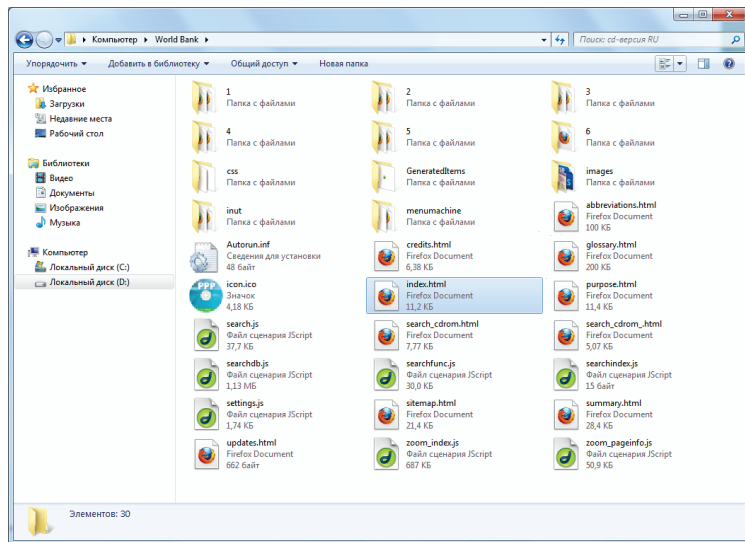 Компьютер World Bank
Поиск: cd-версия RU
Упорядочить Добавить в библиотеку Общий доступ Новая папка
Избранное
Загрузки
Недавние места
Рабочий стол
Библиотеки
Видео
Документы
Изображения
Музыка
Компьютер
Локальный диск (C:)
Локальный диск (D:)
1
Папка с файлами
2
Папка с файлами
3
Папка с файлами
4
Папка с файлами
5
Папка с файлами
6
Папка с файлами
css
Папка с файлами
GeneratedItems
Папка с файлами
images
Папка с файлами
inut
Папка с файлами
menumachine
Папка с файлами
abbreviations.html
Firefox Document
100 КБ
Autorun.inf
Сведения для установки
48 байт
credits.html
Firefox Document
6,38 КБ
glossary.html
Firefox Document
200 КБ
PPP
icon.ico
Значок
4,18 КБ
index.html
Firefox Document
11,2 КБ
purpose.html
Firefox Document
11,4 КБ
search.js
Файл сценария JScript
37,7 КБ
search_cdrom.html
Firefox Document
7,77 КБ
search_cdrom_.html
Firefox Document
5,07 КБ
searchdb.js
Файл сценария JScript
1,13 МБ
searchfunc.js
Файл сценария JScript
30,0 КБ
searchindex.js
Файл сценария JScript
15 байт
settings.js
Файл сценария JScript
1,74 КБ
sitemap.html
Firefox Document
21,4 КБ
summary.html
Firefox Document
28,4 КБ
updates.html
Firefox Document
662 байт
zoom_index.js
Файл сценария JScript
687 КБ
zoom_pageinfo.js
Файл сценария JScript
50,9 КБ
Элементов: 30